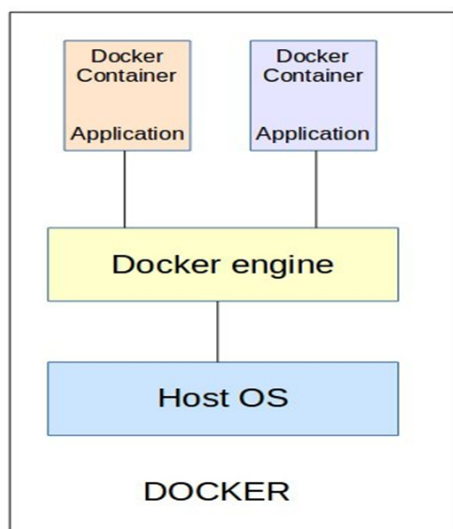 Docker
Container
Application
Docker
Container
Application
Docker engine
Host OS
DOCKER